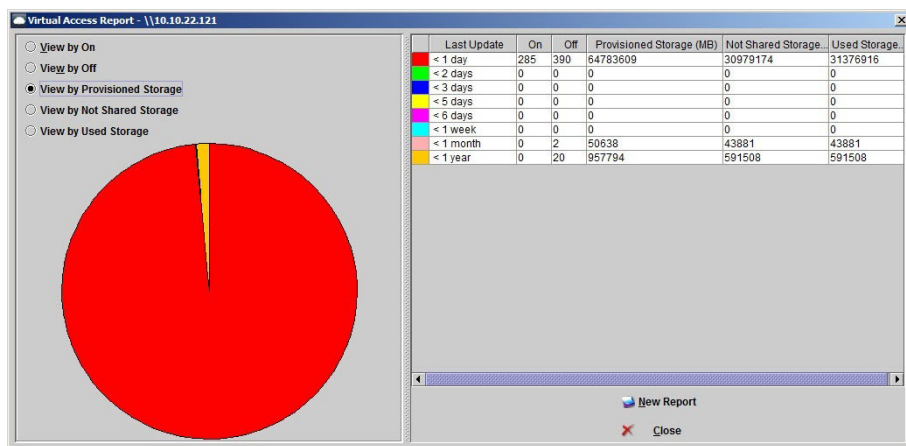 Virtual Access Report - \\10.10.22.121
View by On
View by Off
View by Provisioned Storage
View by Not Shared Storage
View by Used Storage
Last Update On Off Provisioned Storage (MB) Not Shared Storage... Used Storage...
< 1 day 285 390 64783609 30979174 31376916
< 2 days 0 0 0 0 0
< 3 days 0 0 0 0 0
< 5 days 0 0 0 0 0
< 6 days 0 0 0 0 0
< 1 week 0 0 0 0 0
< 1 month 0 2 50638 43881 43881
< 1 year 0 20 957794 591508 591508
New Report
Close